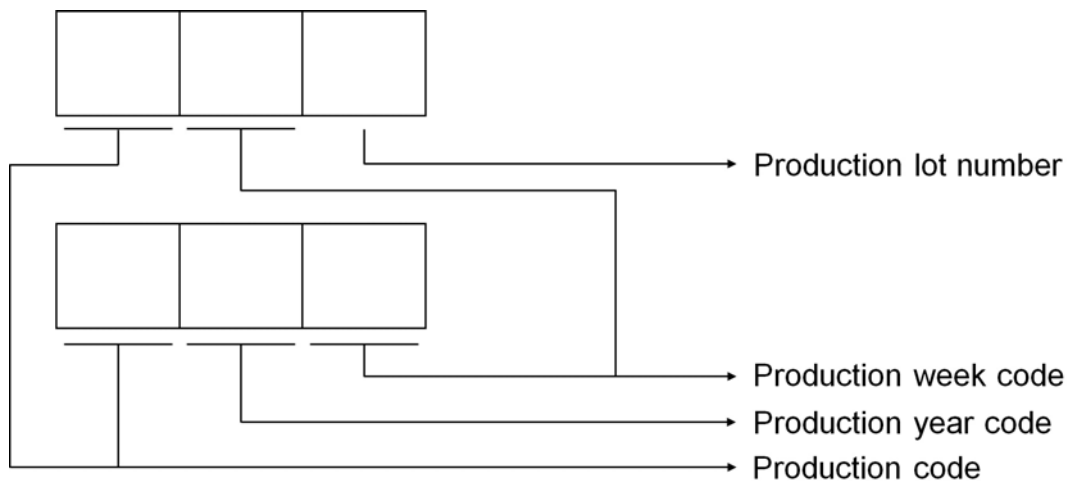 Production lot number
Production week code
Production year code
Production code